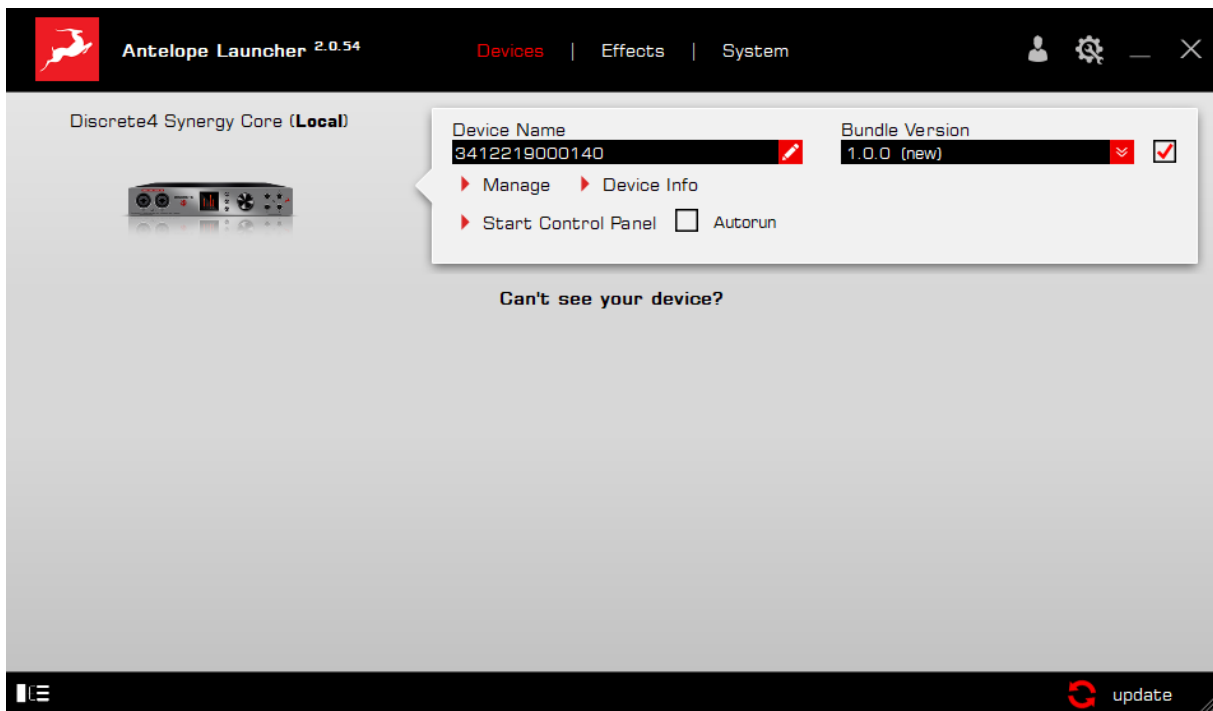 Antelope Launcher 2.0.54
Devices | Effects | System
Discrete4 Synergy Core (Local)
Device Name
3412219000140
Bundle Version
1.0.0 (new)
Manage
Device Info
Start Control Panel
Autorun
Can't see your device?
update